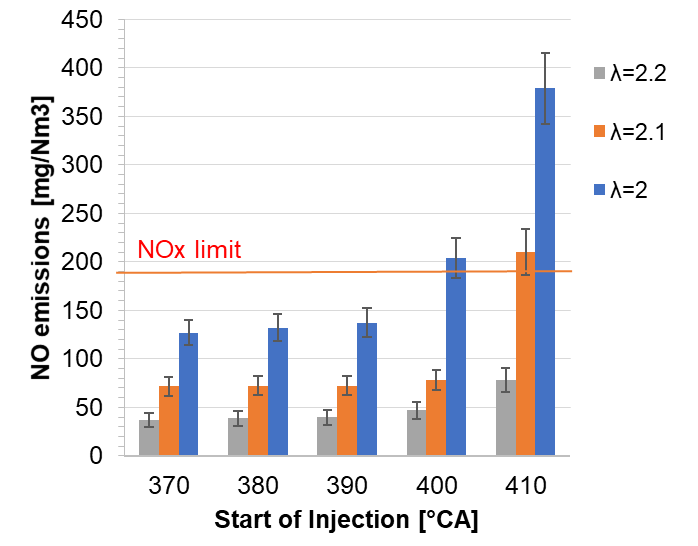 450
400
350
300
250
200
150
100
50
0
NO emissions [mg/Nm3]
NOx limit
λ=2.2
λ=2.1
λ=2
370 380 390 400 410
Start of Injection [°CA]